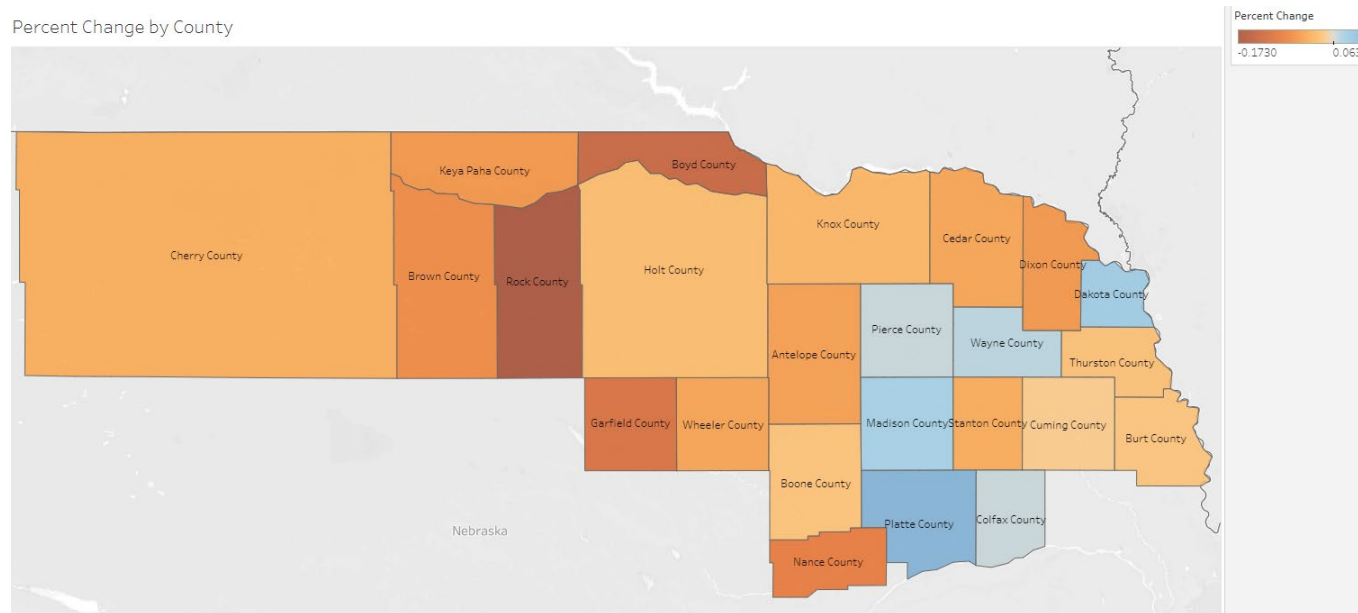 Percent Change by County
Percent Change
-0.1730 0.063
Boyd County
Keya Paha County
Knox County
Cedar County
Cherry County
Holt County
Dixon County
Brown County
Rock County
Dakota County
Pierce County
Wayne County
Antelope County
Thurston County
Garfield County
Wheeler County
Madison County
Stanton County
Cuming County
Burt County
Boone County
Platte County
Colfax County
Nebraska
Nance County